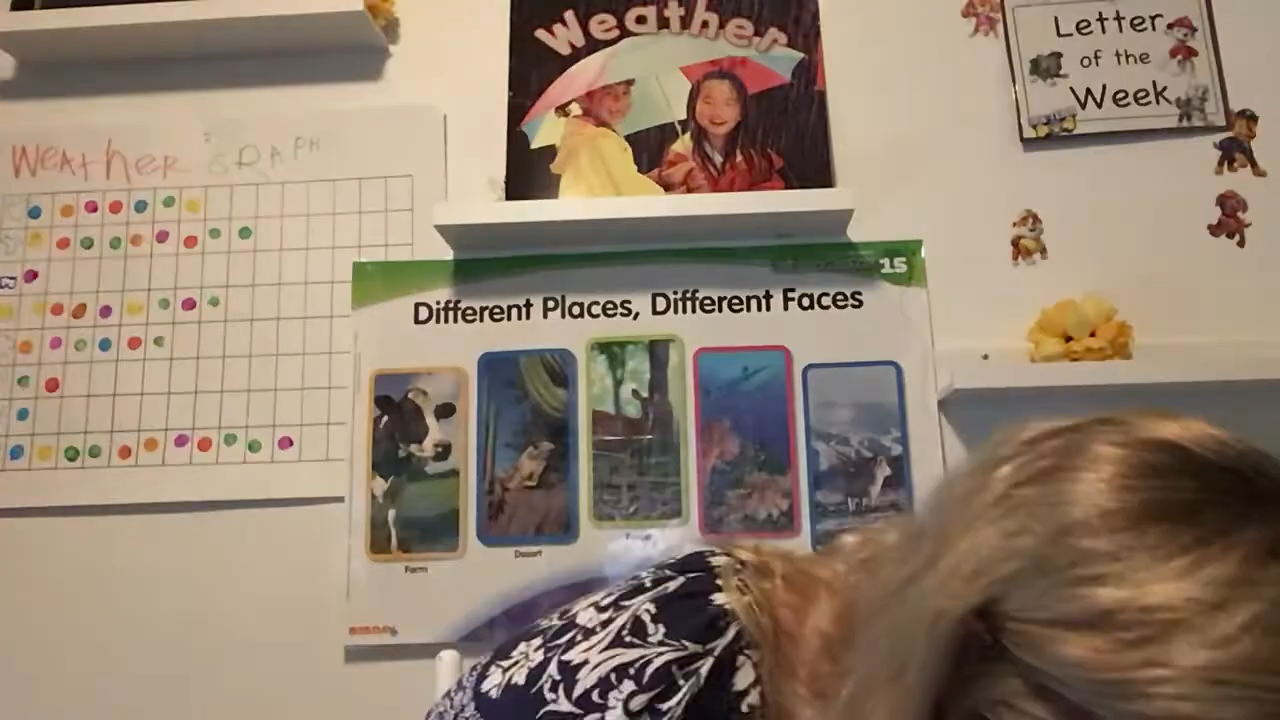 Weather
Letter
of the
Week
WEATHER GRAPH
15
Different Places, Different Faces
Farm
Desert